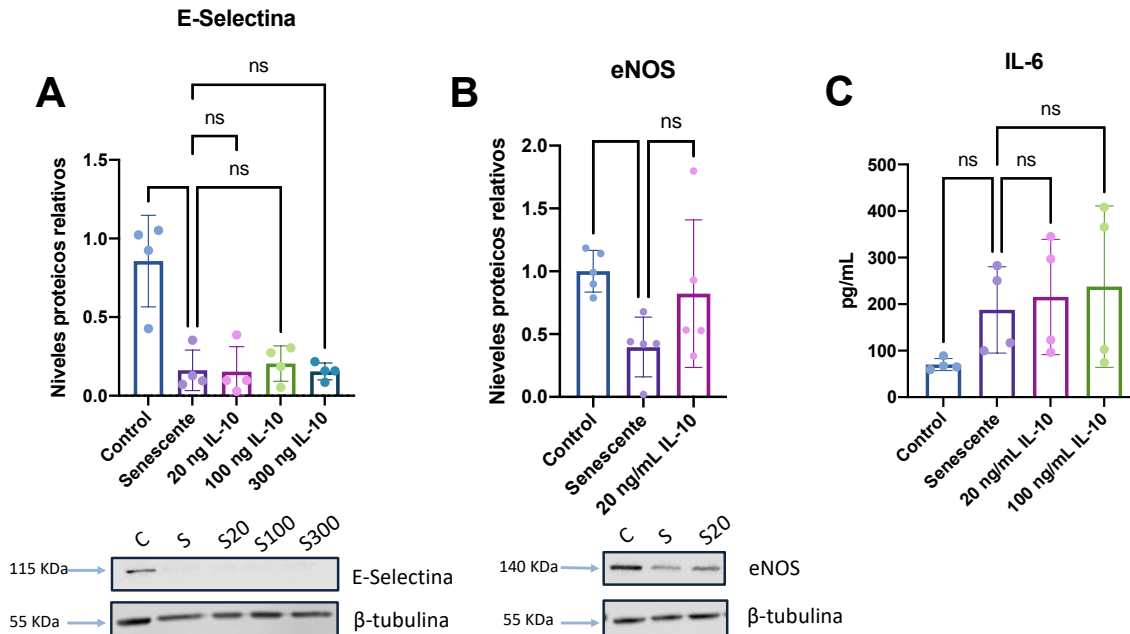 E-Selectina
A
ns
ns
ns
Niveles proteicos relativos
1.5
1.0
0.5
0.0
Control
Senescente
20 ng IL-10
100 ng IL-10
300 ng IL-10
C S S20 S100 S300
115 KDa
E-Selectina
55 KDa
β-tubulina
eNOS
B
ns
Nieveles proteicos relativos
2.0
1.5
1.0
0.5
0.0
Control
Senescente
20 ng/mL IL-10
C S S20
140 KDa
eNOS
55 KDa
β-tubulina
IL-6
C
ns
ns
ns
pg/mL
500
400
300
200
100
0
Control
Senescente
20 ng/mL IL-10
100 ng/mL IL-10